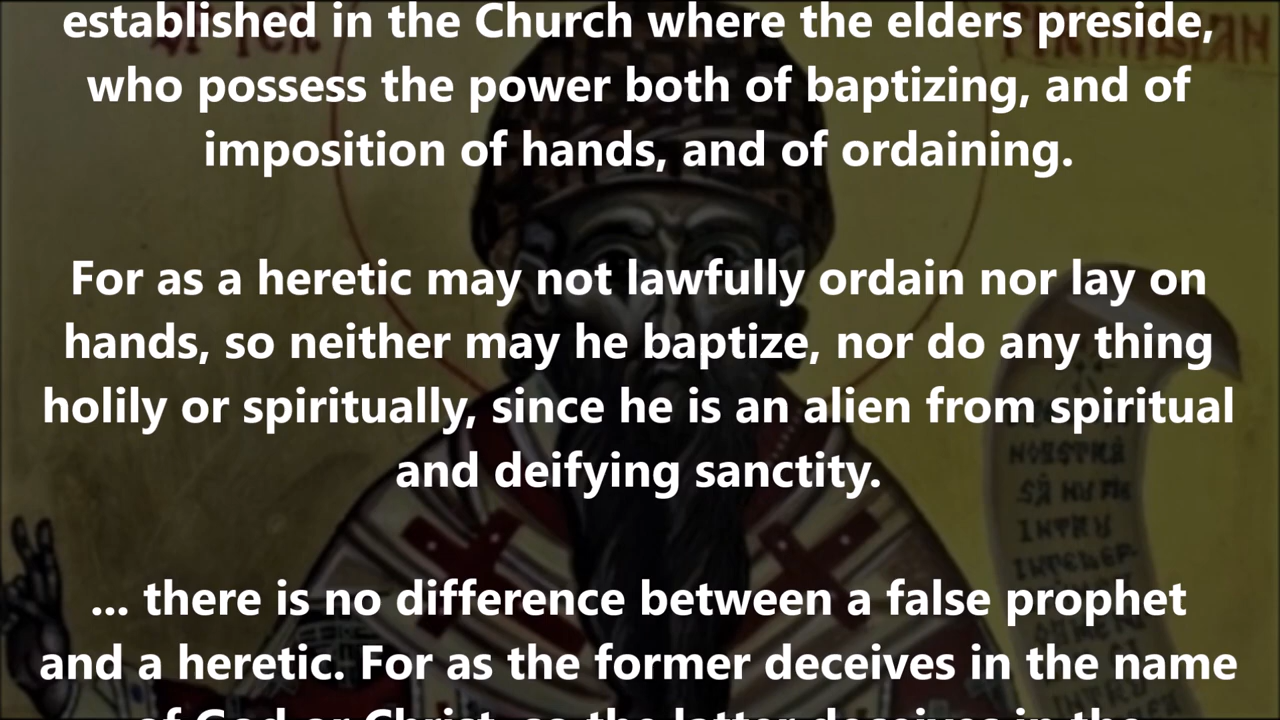 established in the Church where the elders preside,
who possess the power both of baptizing, and of
imposition of hands, and of ordaining.
For as a heretic may not lawfully ordain nor lay on
hands, so neither may he baptize, nor do any thing
holily or spiritually, since he is an alien from spiritual
and deifying sanctity.
... there is no difference between a false prophet
and a heretic. For as the former deceives in the name
of God or Christ, so the latter deceives in the